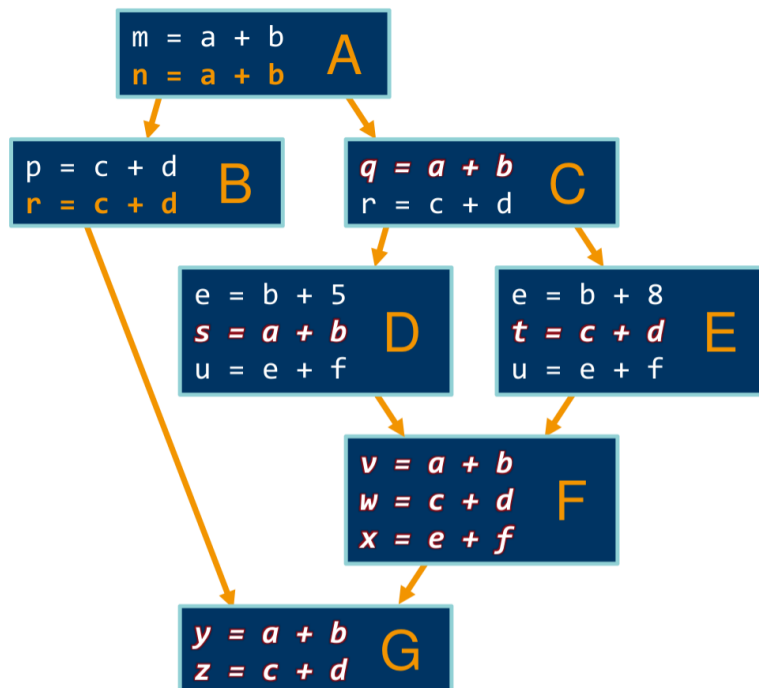 m = a + b
n = a + b
A
p = c + d
r = c + d
B
q = a + b
r = c + d
C
e = b + 5
s = a + b
u = e + f
D
e = b + 8
t = c + d
u = e + f
E
v = a + b
w = c + d
x = e + f
F
y = a + b
z = c + d
G